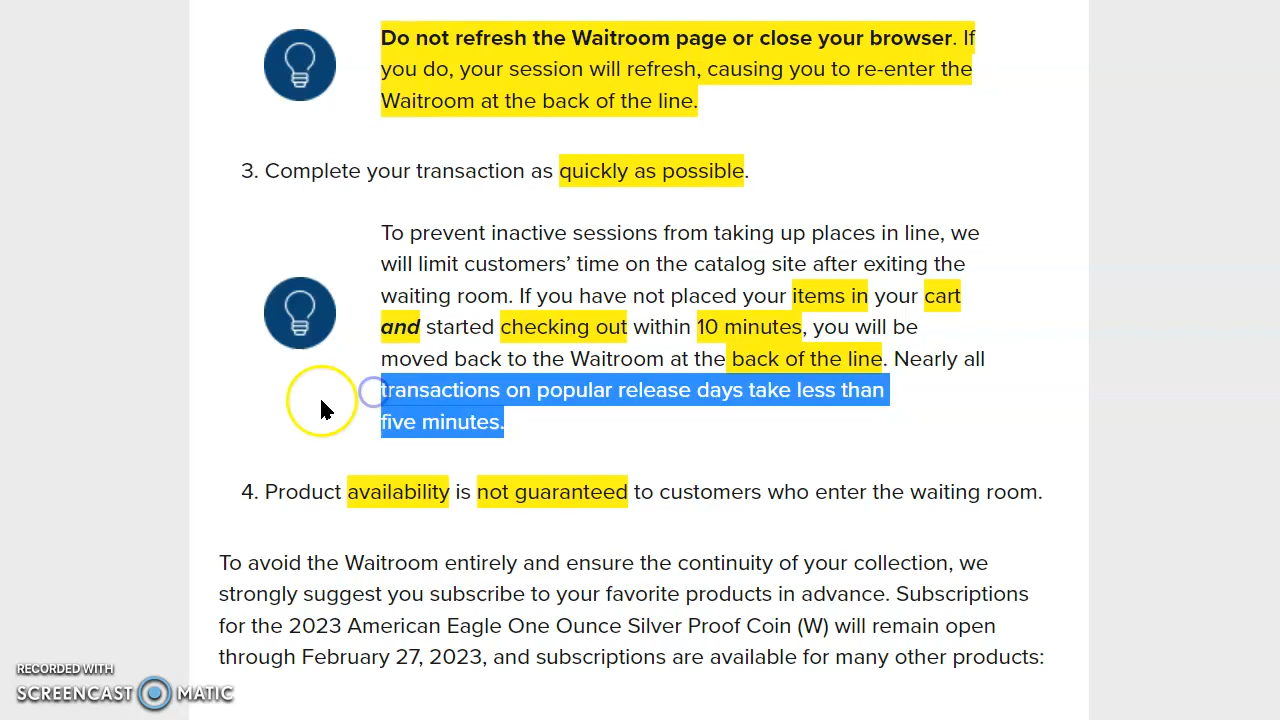 Do not refresh the Waitroom page or close your browser. If
you do, your session will refresh, causing you to re-enter the
Waitroom at the back of the line.
3. Complete your transaction as quickly as possible.
To prevent inactive sessions from taking up places in line, we
will limit customers’ time on the catalog site after exiting the
waiting room. If you have not placed your items in your cart
and started checking out within 10 minutes, you will be
moved back to the Waitroom at the back of the line. Nearly all
transactions on popular release days take less than
five minutes.
4. Product availability is not guaranteed to customers who enter the waiting room.
To avoid the Waitroom entirely and ensure the continuity of your collection, we
strongly suggest you subscribe to your favorite products in advance. Subscriptions
for the 2023 American Eagle One Ounce Silver Proof Coin (W) will remain open
through February 27, 2023, and subscriptions are available for many other products:
RECORDED WITH
SCREENCAST MATIC